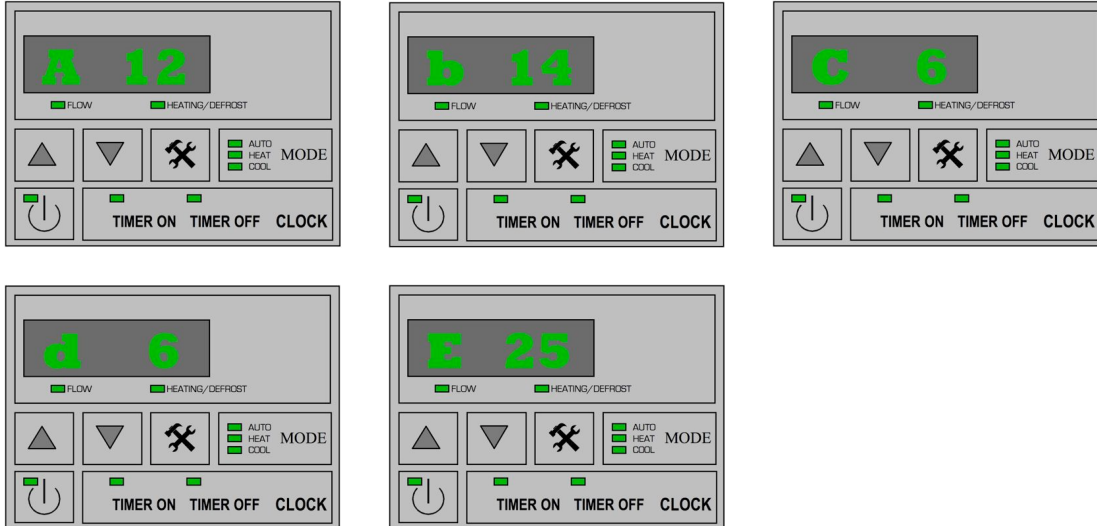 A 12
FLOW HEATING/DEFROST
AUTO
HEAT MODE
COOL
TIMER ON TIMER OFF CLOCK
b 14
FLOW HEATING/DEFROST
AUTO
HEAT MODE
COOL
TIMER ON TIMER OFF CLOCK
C 6
FLOW HEATING/DEFROST
AUTO
HEAT MODE
COOL
TIMER ON TIMER OFF CLOCK
d 6
FLOW HEATING/DEFROST
AUTO
HEAT MODE
COOL
TIMER ON TIMER OFF CLOCK
E 25
FLOW HEATING/DEFROST
AUTO
HEAT MODE
COOL
TIMER ON TIMER OFF CLOCK